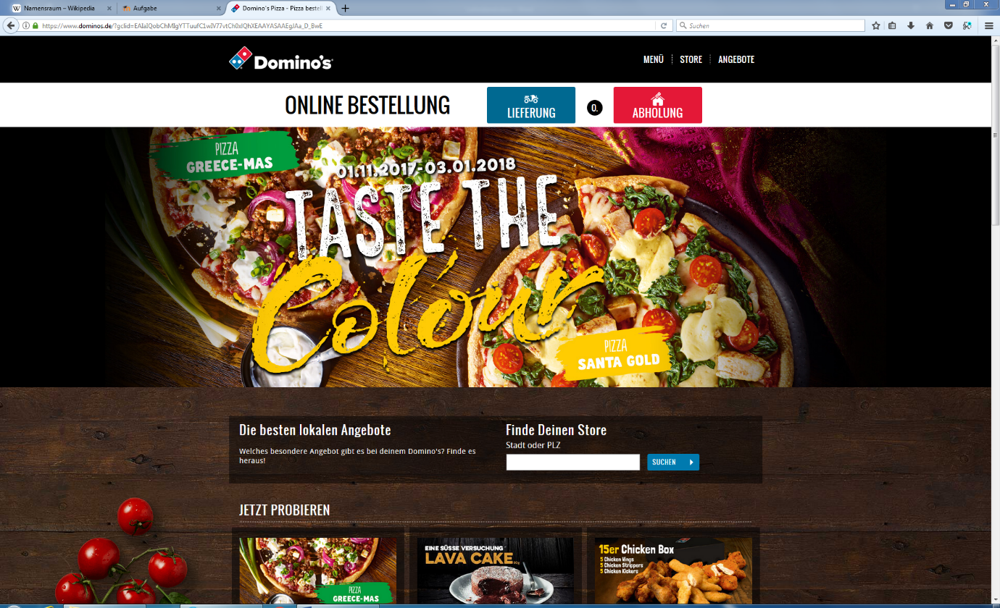 Namensraum – Wikipedia
Aufgabe
Domino's Pizza - Pizza bestell
https://www.dominos.de/?gclid=EAIaIQobChMIgYTTuufC1wIV77vtCh0xIQhXEAAYASAAEgJAa_D_BwE
Suchen
Domino's
MENÜ
STORE
ANGEBOTE
ONLINE BESTELLUNG
LIEFERUNG
O.
ABHOLUNG
PIZZA
GREECE-MAS
01.11.2017-03.01.2018
TASTE THE
Colour
PIZZA
SANTA GOLD
Die besten lokalen Angebote
Welches besondere Angebot gibt es bei deinem Domino's? Finde es
heraus!
Finde Deinen Store
Stadt oder PLZ
SUCHEN
JETZT PROBIEREN
PIZZA
GREECE-MAS
EINE SÜSSE VERSUCHUNG
LAVA CAKE
15er Chicken Box
5 Chicken Wings
5 Chicken Strippers
5 Chicken Kickers